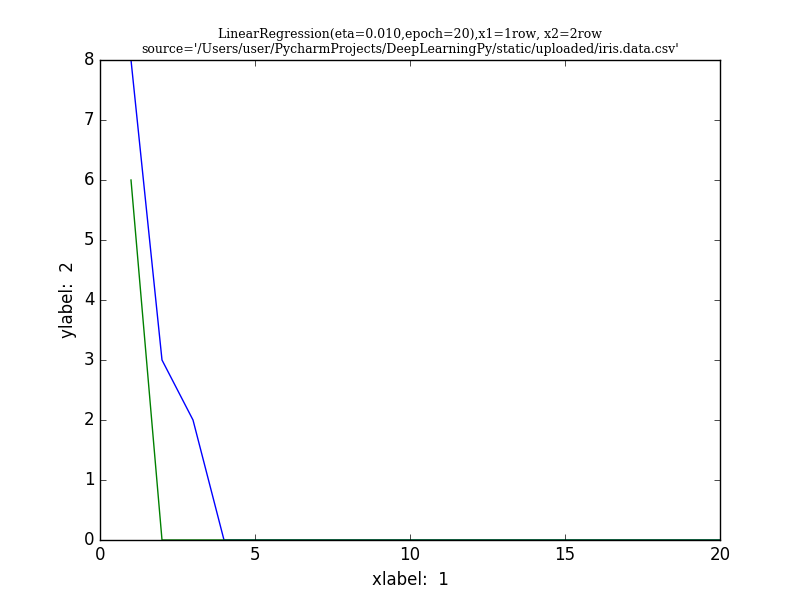 LinearRegression(eta=0.010,epoch=20),x1=1row, x2=2row
source='/Users/user/PycharmProjects/DeepLearningPy/static/uploaded/iris.data.csv'
8
7
6
5
4
3
2
1
0
ylabel: 2
0 5 10 15 20
xlabel: 1